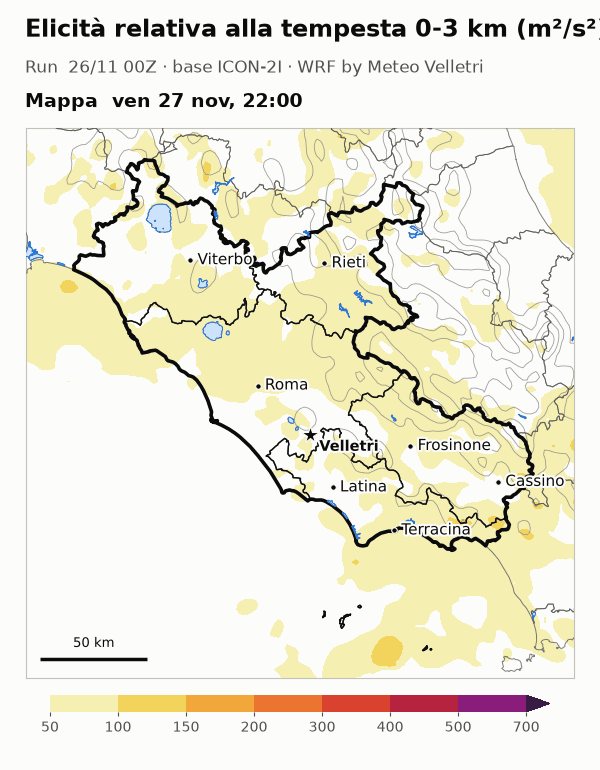 Elicità relativa alla tempesta 0-3 km (m²/s²)
Run 26/11 00Z · base ICON-2I · WRF by Meteo Velletri
Mappa ven 27 nov, 22:00
Viterbo
Rieti
Roma
Velletri
Frosinone
Latina
Cassino
Terracina
50 km
50 100 150 200 300 400 500 700